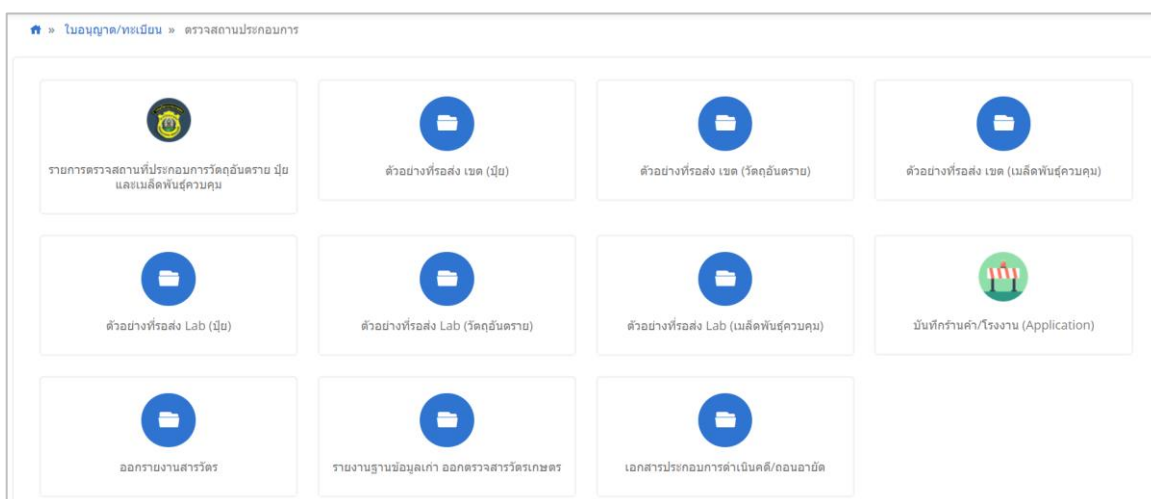 » ใบอนุญาต/ทะเบียน » ตรวจสถานประกอบการ
รายการตรวจสถานที่ประกอบการวัตถุอันตราย ปุ๋ย
และเมล็ดพันธุ์ควบคุม
ตัวอย่างที่รอส่ง เขต (ปุ๋ย)
ตัวอย่างที่รอส่ง เขต (วัตถุอันตราย)
ตัวอย่างที่รอส่ง เขต (เมล็ดพันธุ์ควบคุม)
ตัวอย่างที่รอส่ง Lab (ปุ๋ย)
ตัวอย่างที่รอส่ง Lab (วัตถุอันตราย)
ตัวอย่างที่รอส่ง Lab (เมล็ดพันธุ์ควบคุม)
บันทึกร้านค้า/โรงงาน (Application)
ออกรายงานสารวัตร
รายงานฐานข้อมูลเก่า ออกตรวจสารวัตรเกษตร
เอกสารประกอบการดำเนินคดี/ถอนอายัด